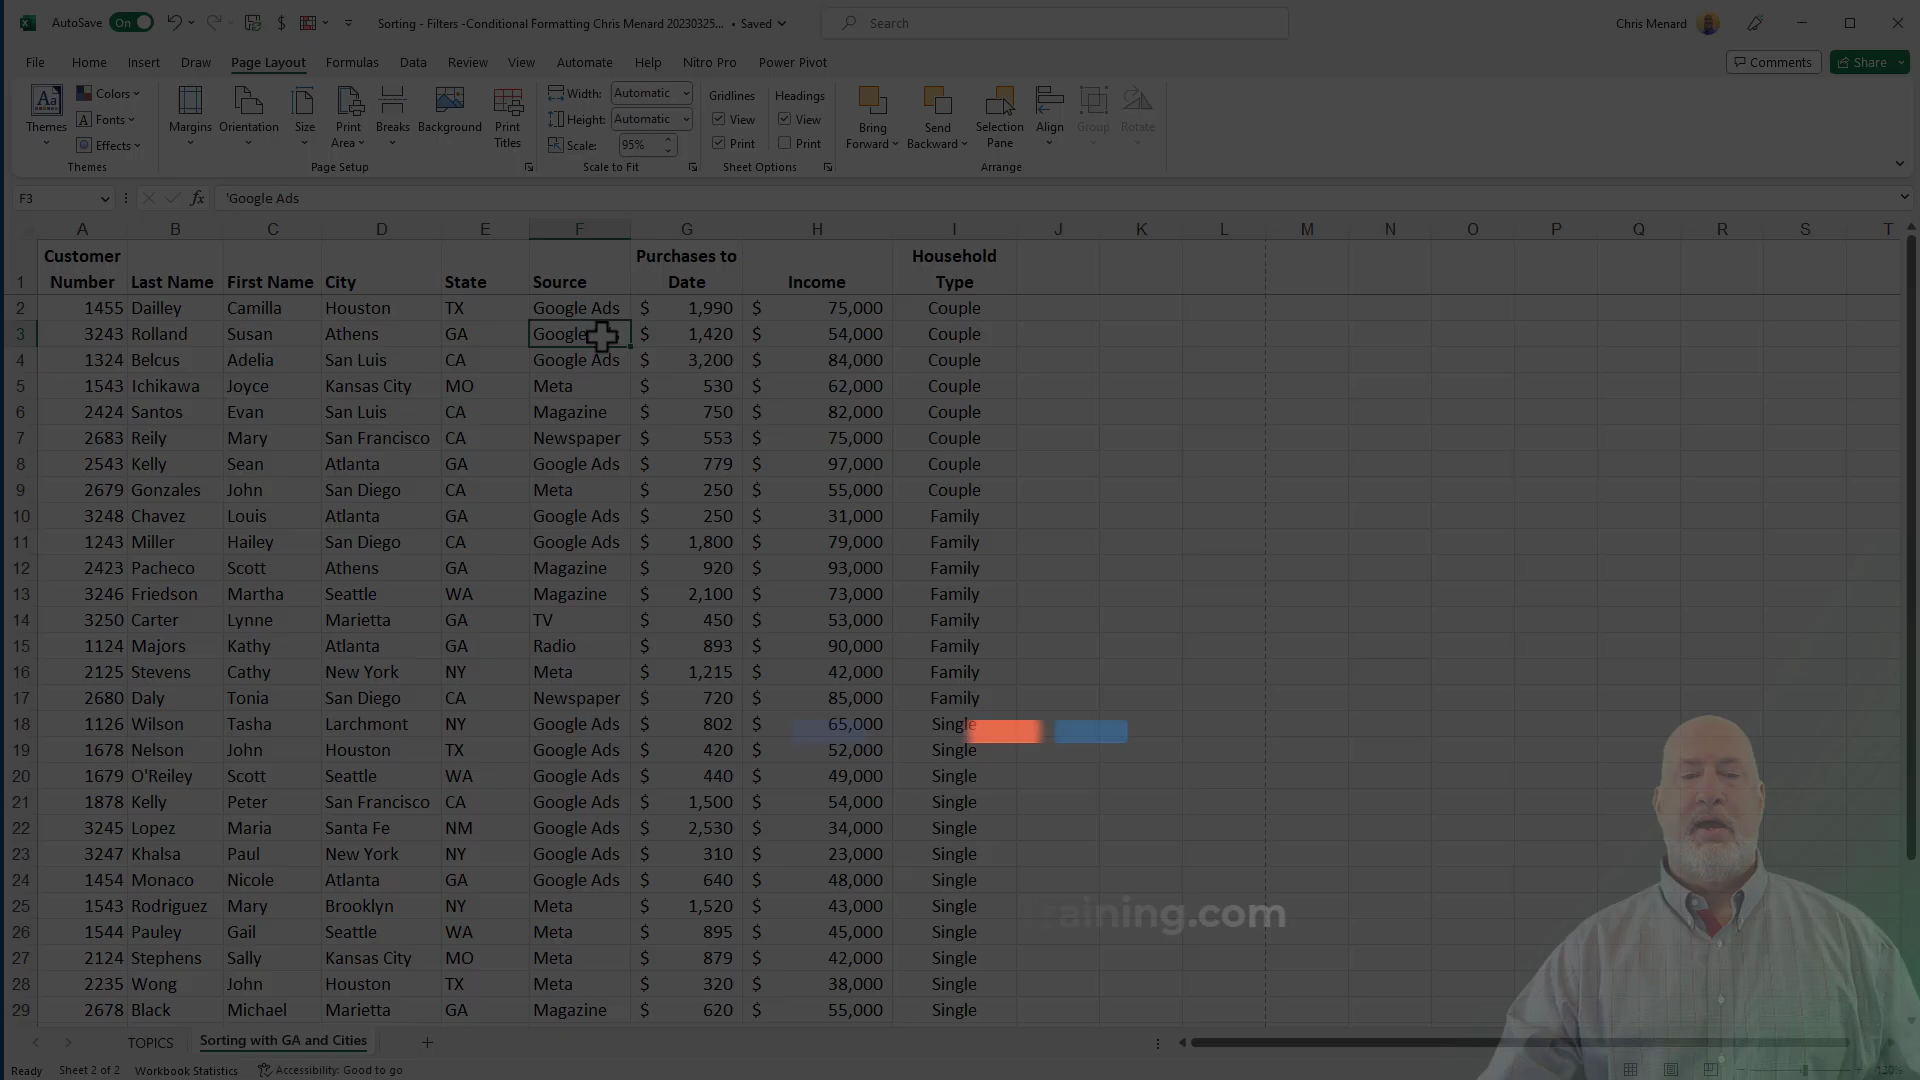 AutoSave On $ Sorting - Filters -Conditional Formatting Chris Menard 20230325... • Saved Search Chris Menard
File Home Insert Draw Page Layout Formulas Data Review View Automate Help Nitro Pro Power Pivot Comments Share
Themes Colors Fonts Effects
Themes
Margins Orientation Size Print Area Breaks Background Print Titles
Page Setup
Width: Automatic
Height: Automatic
Scale: 95%
Scale to Fit
Gridlines Headings
View View
Print Print
Sheet Options
Bring Forward Send Backward Selection Pane Align Group Rotate
Arrange
F3 fx 'Google Ads
A B C D E F G H I J K L M N O P Q R S T
1 Customer Number Last Name First Name City State Source Purchases to Date Income Household Type
2 1455 Dailley Camilla Houston TX Google Ads $ 1,990 $ 75,000 Couple
3 3243 Rolland Susan Athens GA Google $ 1,420 $ 54,000 Couple
4 1324 Belcus Adelia San Luis CA Google Ads $ 3,200 $ 84,000 Couple
5 1543 Ichikawa Joyce Kansas City MO Meta $ 530 $ 62,000 Couple
6 2424 Santos Evan San Luis CA Magazine $ 750 $ 82,000 Couple
7 2683 Reily Mary San Francisco CA Newspaper $ 553 $ 75,000 Couple
8 2543 Kelly Sean Atlanta GA Google Ads $ 779 $ 97,000 Couple
9 2679 Gonzales John San Diego CA Meta $ 250 $ 55,000 Couple
10 3248 Chavez Louis Atlanta GA Google Ads $ 250 $ 31,000 Family
11 1243 Miller Hailey San Diego CA Google Ads $ 1,800 $ 79,000 Family
12 2423 Pacheco Scott Athens GA Magazine $ 920 $ 93,000 Family
13 3246 Friedson Martha Seattle WA Magazine $ 2,100 $ 73,000 Family
14 3250 Carter Lynne Marietta GA TV $ 450 $ 53,000 Family
15 1124 Majors Kathy Atlanta GA Radio $ 893 $ 90,000 Family
16 2125 Stevens Cathy New York NY Meta $ 1,215 $ 42,000 Family
17 2680 Daly Tonia San Diego CA Newspaper $ 720 $ 85,000 Family
18 1126 Wilson Tasha Larchmont NY Google Ads $ 802 $ 65,000 Single
19 1678 Nelson John Houston TX Google Ads $ 420 $ 52,000 Single
20 1679 O'Reiley Scott Seattle WA Google Ads $ 440 $ 49,000 Single
21 1878 Kelly Peter San Francisco CA Google Ads $ 1,500 $ 54,000 Single
22 3245 Lopez Maria Santa Fe NM Google Ads $ 2,530 $ 34,000 Single
23 3247 Khalsa Paul New York NY Google Ads $ 310 $ 23,000 Single
24 1454 Monaco Nicole Atlanta GA Google Ads $ 640 $ 48,000 Single
25 1543 Rodriguez Mary Brooklyn NY Meta $ 1,520 $ 43,000 Single
raining.com
26 1544 Pauley Gail Seattle WA Meta $ 895 $ 45,000 Single
27 2124 Stephens Sally Kansas City MO Meta $ 879 $ 42,000 Single
28 2235 Wong John Houston TX Meta $ 320 $ 38,000 Single
29 2678 Black Michael Marietta GA Magazine $ 620 $ 55,000 Single
TOPICS Sorting with GA and Cities
Ready Sheet 2 of 2 Workbook Statistics Accessibility: Good to go 130%